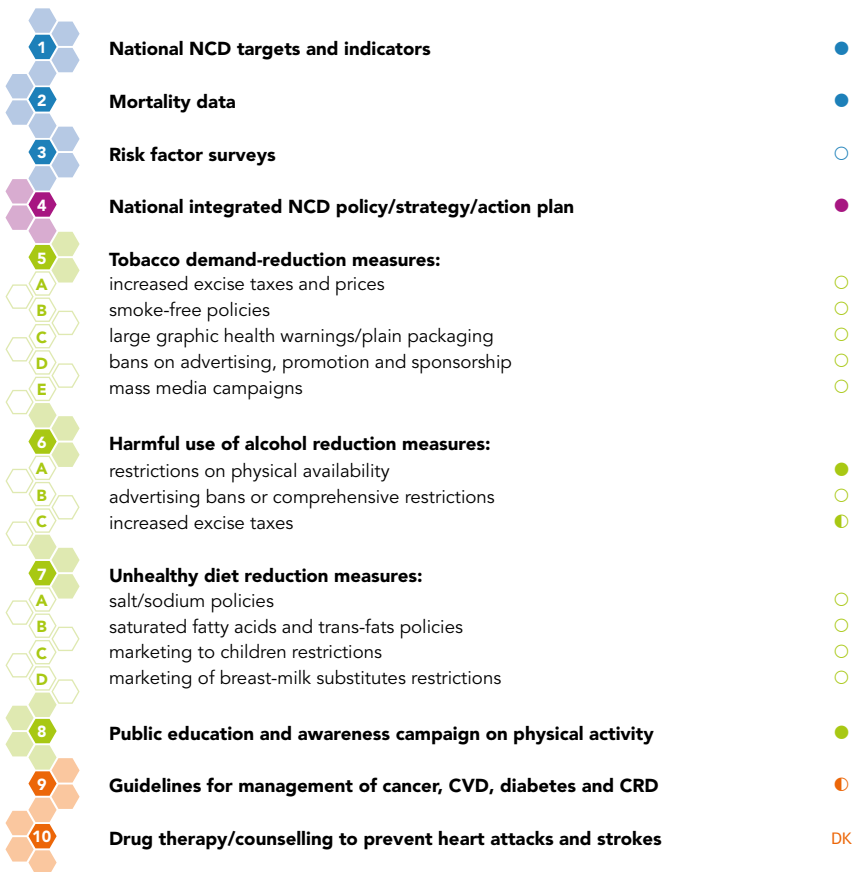 1 National NCD targets and indicators
2 Mortality data
3 Risk factor surveys
4 National integrated NCD policy/strategy/action plan
5 Tobacco demand-reduction measures:
A increased excise taxes and prices
B smoke-free policies
C large graphic health warnings/plain packaging
D bans on advertising, promotion and sponsorship
E mass media campaigns
6 Harmful use of alcohol reduction measures:
A restrictions on physical availability
B advertising bans or comprehensive restrictions
C increased excise taxes
7 Unhealthy diet reduction measures:
A salt/sodium policies
B saturated fatty acids and trans-fats policies
C marketing to children restrictions
D marketing of breast-milk substitutes restrictions
8 Public education and awareness campaign on physical activity
9 Guidelines for management of cancer, CVD, diabetes and CRD
10 Drug therapy/counselling to prevent heart attacks and strokes DK